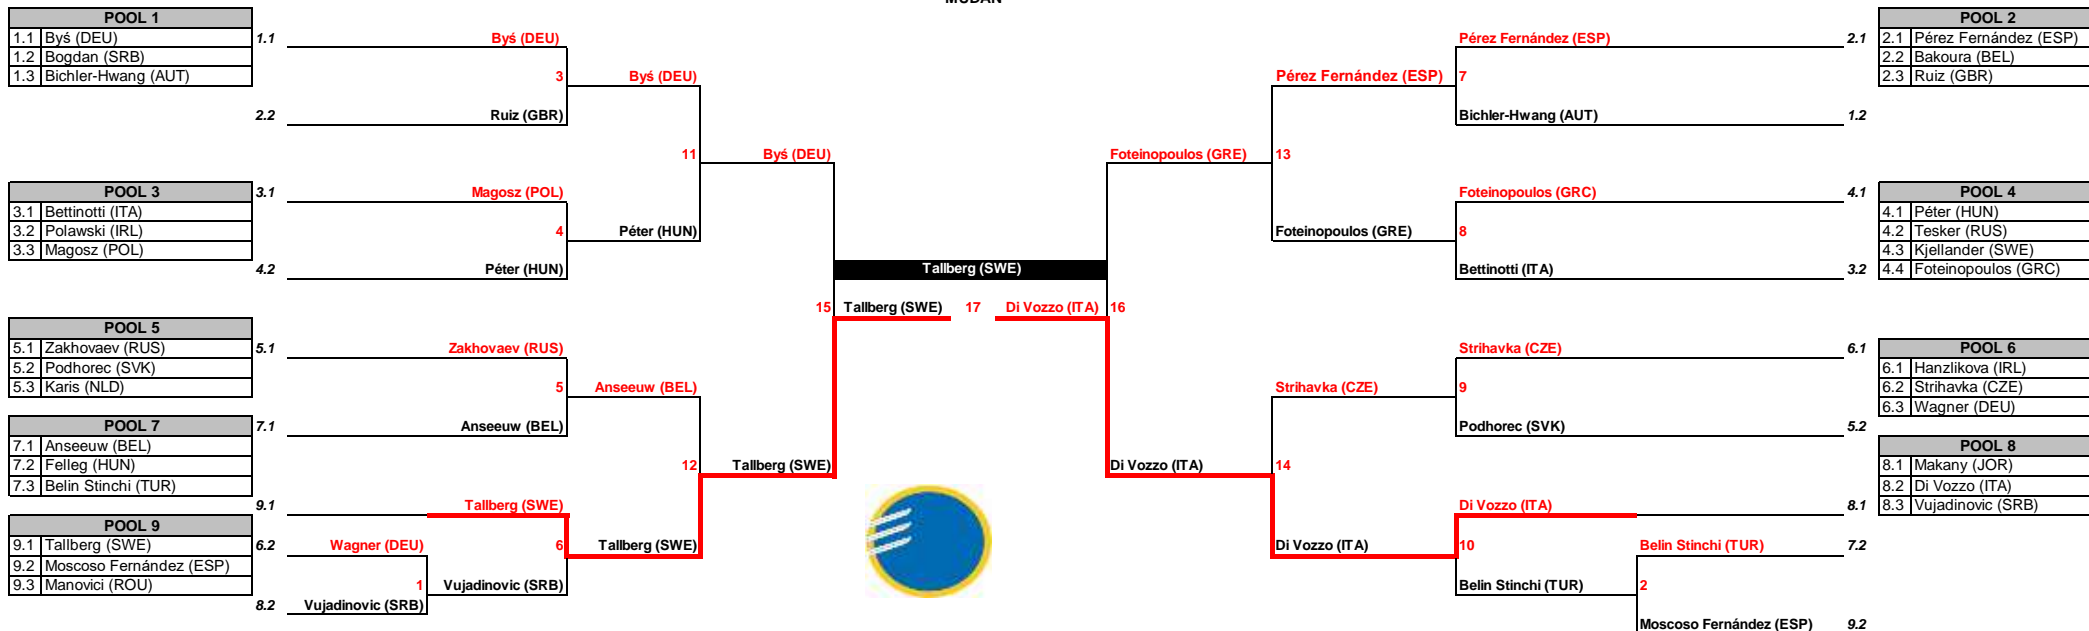 MUDAN
POOL 1
1.1 Byś (DEU)
1.2 Bogdan (SRB)
1.3 Bichler-Hwang (AUT)
1.1 Byś (DEU)
3 Byś (DEU)
2.2 Ruiz (GBR)
11 Byś (DEU)
POOL 3
3.1 Bettinotti (ITA)
3.2 Polawski (IRL)
3.3 Magosz (POL)
3.1 Magosz (POL)
4 Péter (HUN)
4.2 Péter (HUN)
15 Tallberg (SWE)
POOL 5
5.1 Zakhovaev (RUS)
5.2 Podhorec (SVK)
5.3 Karis (NLD)
5.1 Zakhovaev (RUS)
5 Anseeuw (BEL)
POOL 7
7.1 Anseeuw (BEL)
7.2 Felleg (HUN)
7.3 Belin Stinchi (TUR)
7.1 Anseeuw (BEL)
12 Tallberg (SWE)
9.1 Tallberg (SWE)
POOL 9
9.1 Tallberg (SWE)
9.2 Moscoso Fernández (ESP)
9.3 Manovici (ROU)
6.2 Wagner (DEU)
6 Tallberg (SWE)
1 Vujadinovic (SRB)
8.2 Vujadinovic (SRB)
Tallberg (SWE)
17
POOL 2
2.1 Pérez Fernández (ESP)
2.2 Bakoura (BEL)
2.3 Ruiz (GBR)
Pérez Fernández (ESP) 2.1
Pérez Fernández (ESP) 7
Bichler-Hwang (AUT) 1.2
Foteinopoulos (GRE) 13
Foteinopoulos (GRC) 4.1
POOL 4
4.1 Péter (HUN)
4.2 Tesker (RUS)
4.3 Kjellander (SWE)
4.4 Foteinopoulos (GRC)
Foteinopoulos (GRE) 8
Bettinotti (ITA) 3.2
Di Vozzo (ITA) 16
Strihavka (CZE) 6.1
POOL 6
6.1 Hanzlikova (IRL)
6.2 Strihavka (CZE)
6.3 Wagner (DEU)
Strihavka (CZE) 9
Podhorec (SVK) 5.2
POOL 8
8.1 Makany (JOR)
8.2 Di Vozzo (ITA)
8.3 Vujadinovic (SRB)
Di Vozzo (ITA) 14
Di Vozzo (ITA) 8.1
Di Vozzo (ITA) 10
Belin Stinchi (TUR) 7.2
Belin Stinchi (TUR) 2
Moscoso Fernández (ESP) 9.2